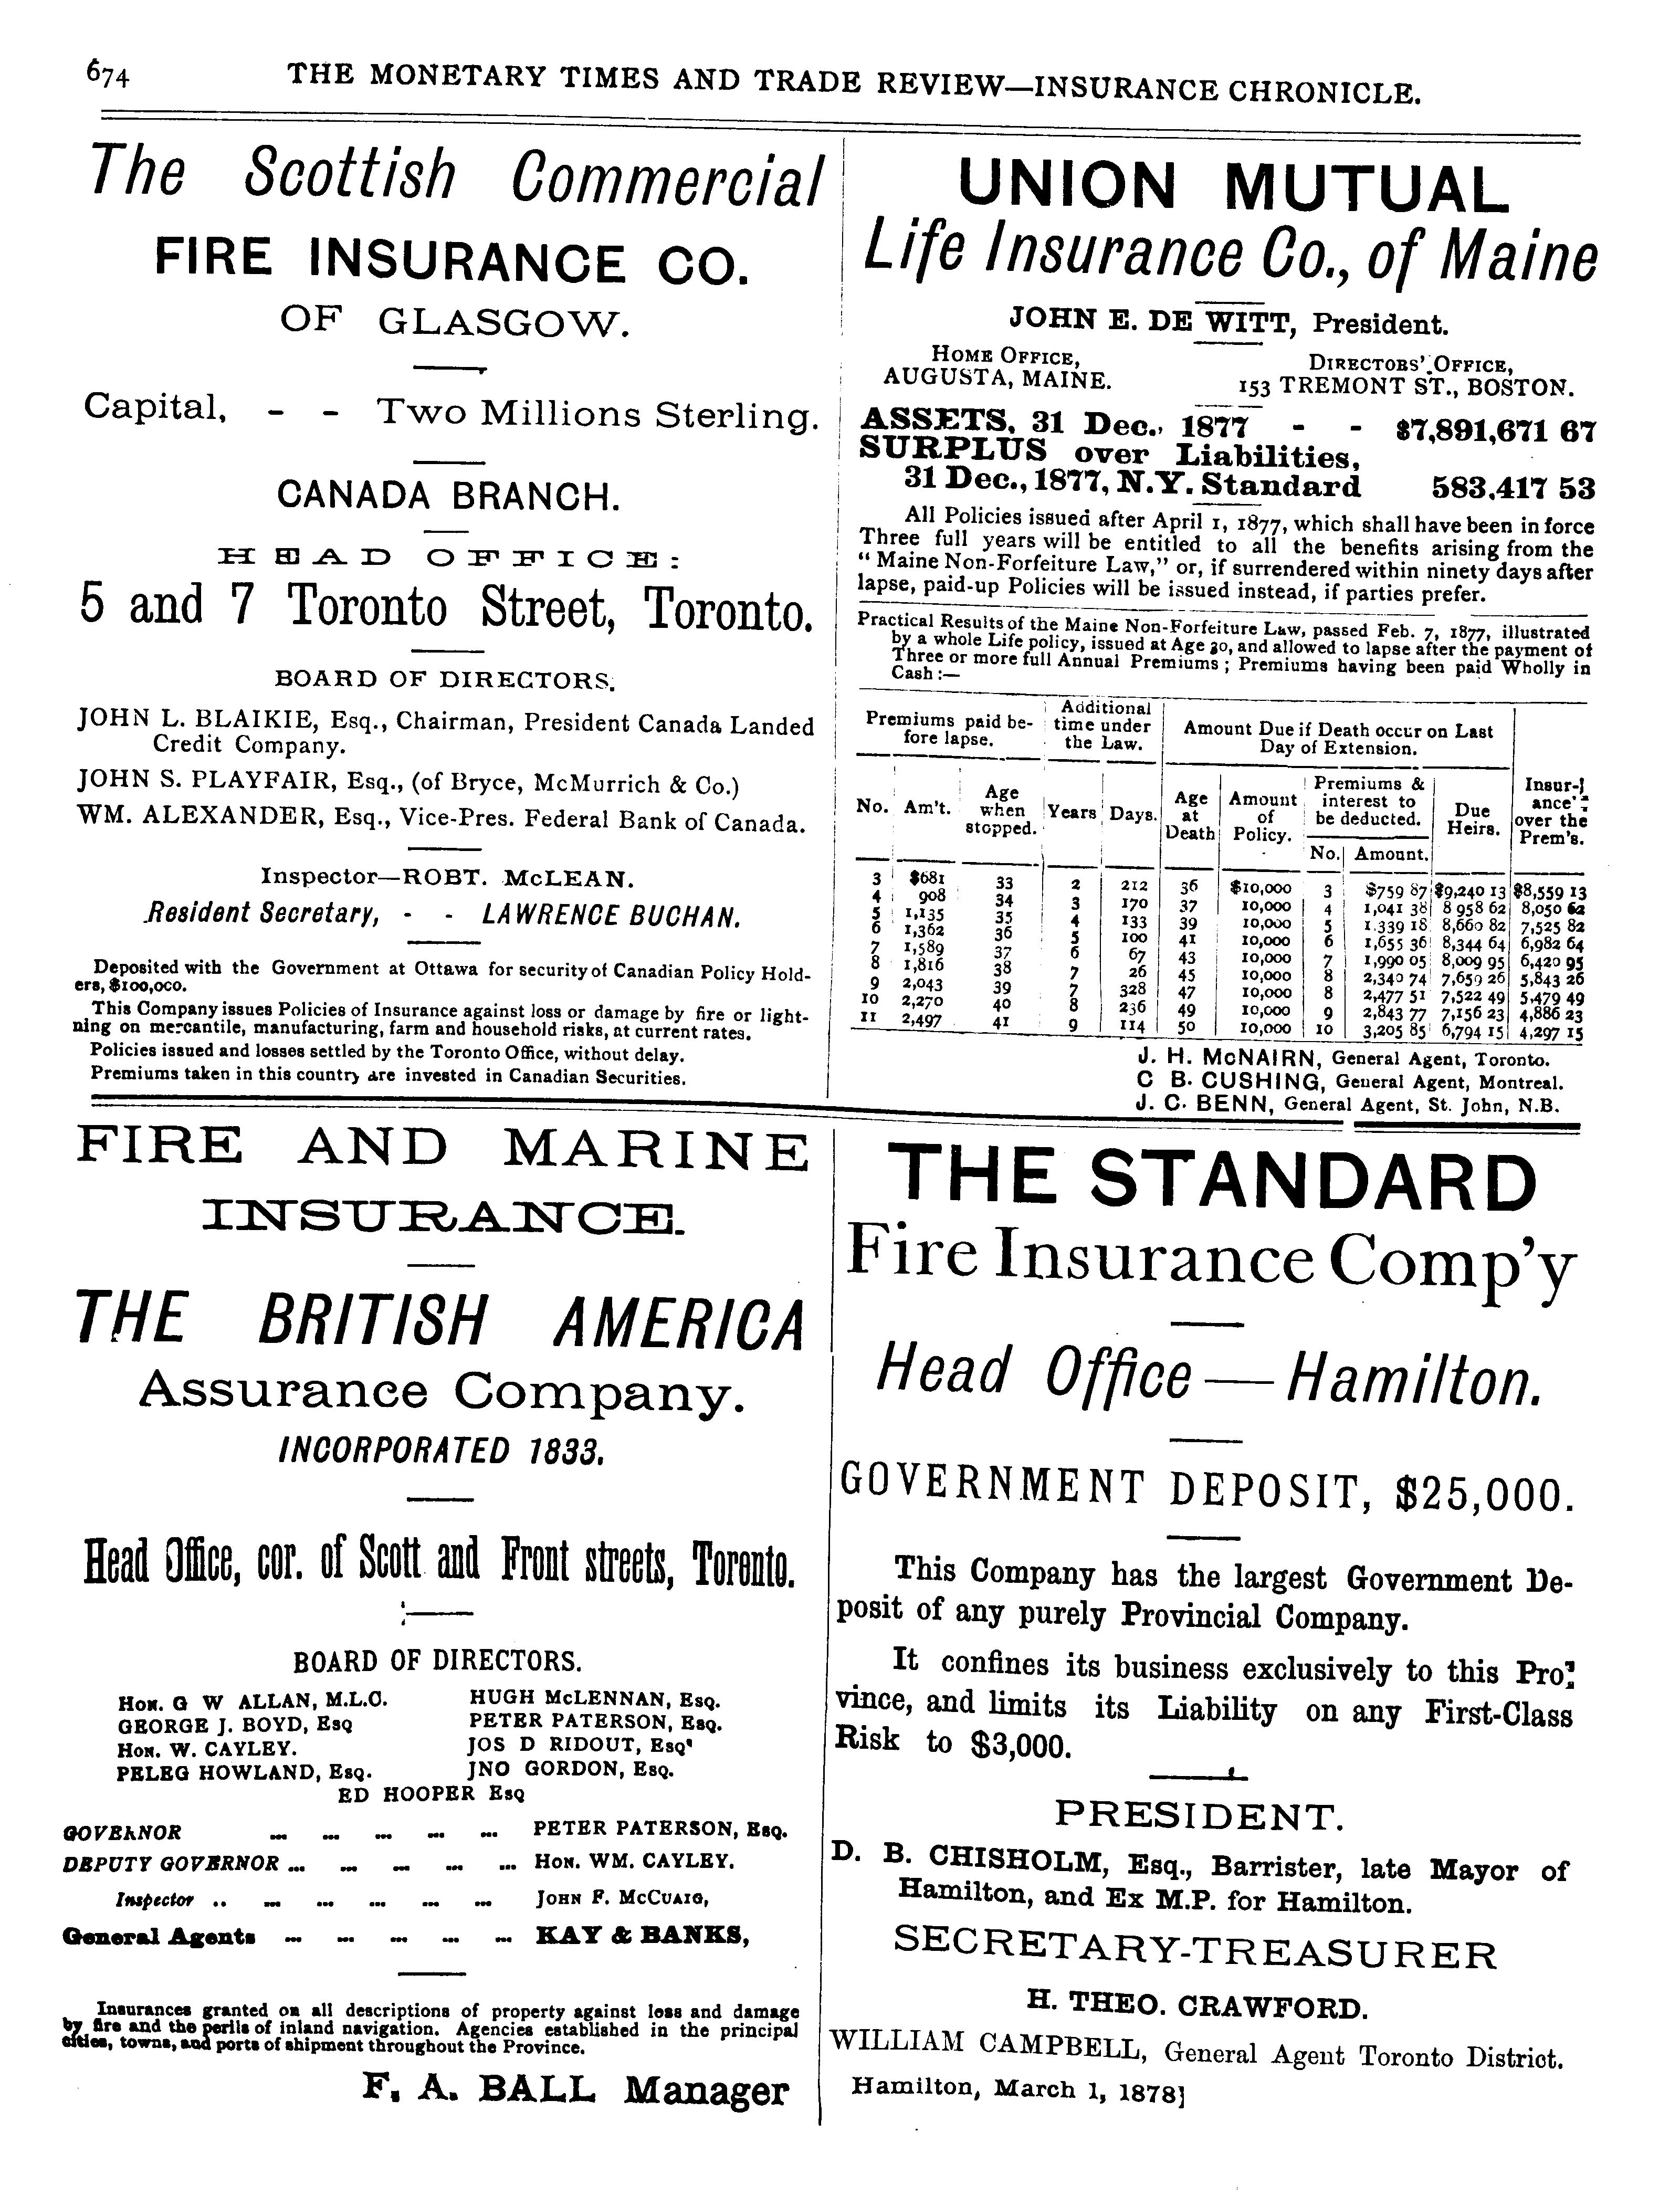 674 THE MONETARY TIMES AND TRADE REVIEW—INSURANCE CHRONICLE.
The Scottish Commercial
FIRE INSURANCE CO.
OF GLASGOW.
Capital, - - Two Millions Sterling.
CANADA BRANCH.
HEAD OFFICE:
5 and 7 Toronto Street, Toronto.
BOARD OF DIRECTORS.
JOHN L. BLAIKIE, Esq., Chairman, President Canada Landed
Credit Company.
JOHN S. PLAYFAIR, Esq., (of Bryce, McMurrich & Co.)
WM. ALEXANDER, Esq., Vice-Pres. Federal Bank of Canada.
Inspector—ROBT. McLEAN.
Resident Secretary, - - LAWRENCE BUCHAN.
Deposited with the Government at Ottawa for security of Canadian Policy Hold-
ers, $100,000.
This Company issues Policies of Insurance against loss or damage by fire or light-
ning on mercantile, manufacturing, farm and household risks, at current rates.
Policies issued and losses settled by the Toronto Office, without delay.
Premiums taken in this country are invested in Canadian Securities.
UNION MUTUAL
Life Insurance Co., of Maine
JOHN E. DE WITT, President.
HOME OFFICE,
AUGUSTA, MAINE.
DIRECTORS' OFFICE,
153 TREMONT ST., BOSTON.
ASSETS, 31 Dec., 1877 - - $7,891,671 67
SURPLUS over Liabilities,
31 Dec., 1877, N.Y. Standard 583,417 53
All Policies issued after April 1, 1877, which shall have been in force
Three full years will be entitled to all the benefits arising from the
“ Maine Non-Forfeiture Law,” or, if surrendered within ninety days after
lapse, paid-up Policies will be issued instead, if parties prefer.
Practical Results of the Maine Non-Forfeiture Law, passed Feb. 7, 1877, illustrated
by a whole Life policy, issued at Age 30, and allowed to lapse after the payment of
Three or more full Annual Premiums ; Premiums having been paid Wholly in
Cash :—
Premiums paid be-
fore lapse.
Additional
time under
the Law.
Amount Due if Death occur on Last
Day of Extension.
Insur-
ance
over the
Prem's.
No. Am't. Age
when
stopped.
Years Days.
Age
at
Death
Amount
of
Policy.
Premiums &
interest to
be deducted.
No. Amount.
Due
Heirs.
3 $681 33 2 212 36 $10,000 3 $759 87 $9,240 13 $8,559 13
4 908 34 3 170 37 10,000 4 1,041 38 8 958 62 8,050 62
5 1,135 35 4 133 39 10,000 5 1.339 18 8,660 82 7,525 82
6 1,362 36 5 100 41 10,000 6 1,655 36 8,344 64 6,982 64
7 1,589 37 6 67 43 10,000 7 1,990 05 8,009 95 6,420 95
8 1,816 38 7 26 45 10,000 8 2,340 74 7,659 26 5,843 26
9 2,043 39 7 328 47 10,000 8 2,477 51 7,522 49 5,479 49
10 2,270 40 8 236 49 10,000 9 2,843 77 7,156 23 4,886 23
11 2,497 41 9 114 50 10,000 10 3,205 85 6,794 15 4,297 15
J. H. McNAIRN, General Agent, Toronto.
C B. CUSHING, General Agent, Montreal.
J. C. BENN, General Agent, St. John, N.B.
FIRE AND MARINE
INSURANCE.
THE BRITISH AMERICA
Assurance Company.
INCORPORATED 1833.
Head Office, cor. of Scott and Front streets, Toronto.
BOARD OF DIRECTORS.
HON. G W ALLAN, M.L.C. HUGH McLENNAN, ESQ.
GEORGE J. BOYD, ESQ PETER PATERSON, ESQ.
HON. W. CAYLEY. JOS D RIDOUT, ESQ
PELEG HOWLAND, ESQ. JNO GORDON, ESQ.
ED HOOPER ESQ
GOVERNOR ... ... ... ... ... PETER PATERSON, ESQ.
DEPUTY GOVERNOR ... ... ... ... ... HON. WM. CAYLEY.
Inspector .. ... ... ... ... ... JOHN F. MCCUAIG,
General Agents ... ... ... ... ... KAY & BANKS,
Insurances granted on all descriptions of property against loss and damage
by fire and the perils of inland navigation. Agencies established in the principal
cities, towns, and ports of shipment throughout the Province.
F. A. BALL Manager
THE STANDARD
Fire Insurance Comp'y
Head Office — Hamilton.
GOVERNMENT DEPOSIT, $25,000.
This Company has the largest Government De-
posit of any purely Provincial Company.
It confines its business exclusively to this Pro-
vince, and limits its Liability on any First-Class
Risk to $3,000.
PRESIDENT.
D. B. CHISHOLM, Esq., Barrister, late Mayor of
Hamilton, and Ex M.P. for Hamilton.
SECRETARY-TREASURER
H. THEO. CRAWFORD.
WILLIAM CAMPBELL, General Agent Toronto District.
Hamilton, March 1, 1878]